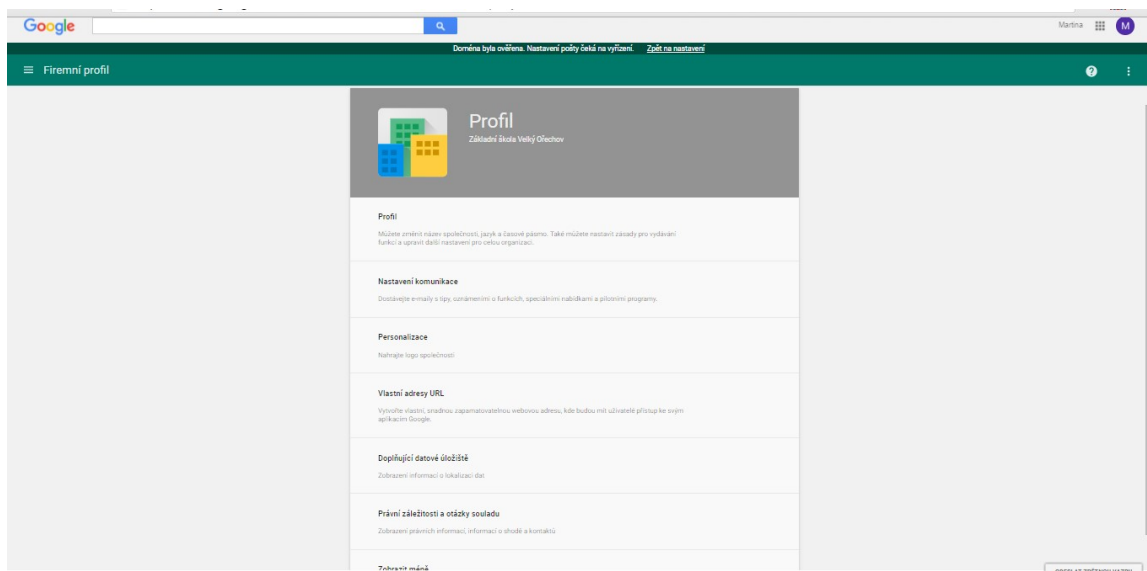 Google
Martina
M
Doména byla ověřena. Nastavení pošty čeká na vyřízení. Zpět na nastavení
Firemní profil
Profil
Základní škola Velký Ořechov
Profil
Můžete změnit název společnosti, jazyk a časové pásmo. Také můžete nastavit zásady pro vydávání
funkcí a upravit další nastavení pro celou organizaci.
Nastavení komunikace
Dostávejte e-maily s tipy, oznámeními o funkcích, speciálními nabídkami a pilotními programy.
Personalizace
Nahrajte logo společnosti
Vlastní adresy URL
Vytvořte vlastní, snadnou zapamatovatelnou webovou adresu, kde budou mít uživatelé přístup ke svým
aplikacím Google.
Doplňující datové úložiště
Zobrazení informací o lokalizaci dat
Právní záležitosti a otázky souladu
Zobrazení právních informací, informací o shodě a kontaktů
Zobrazit méně